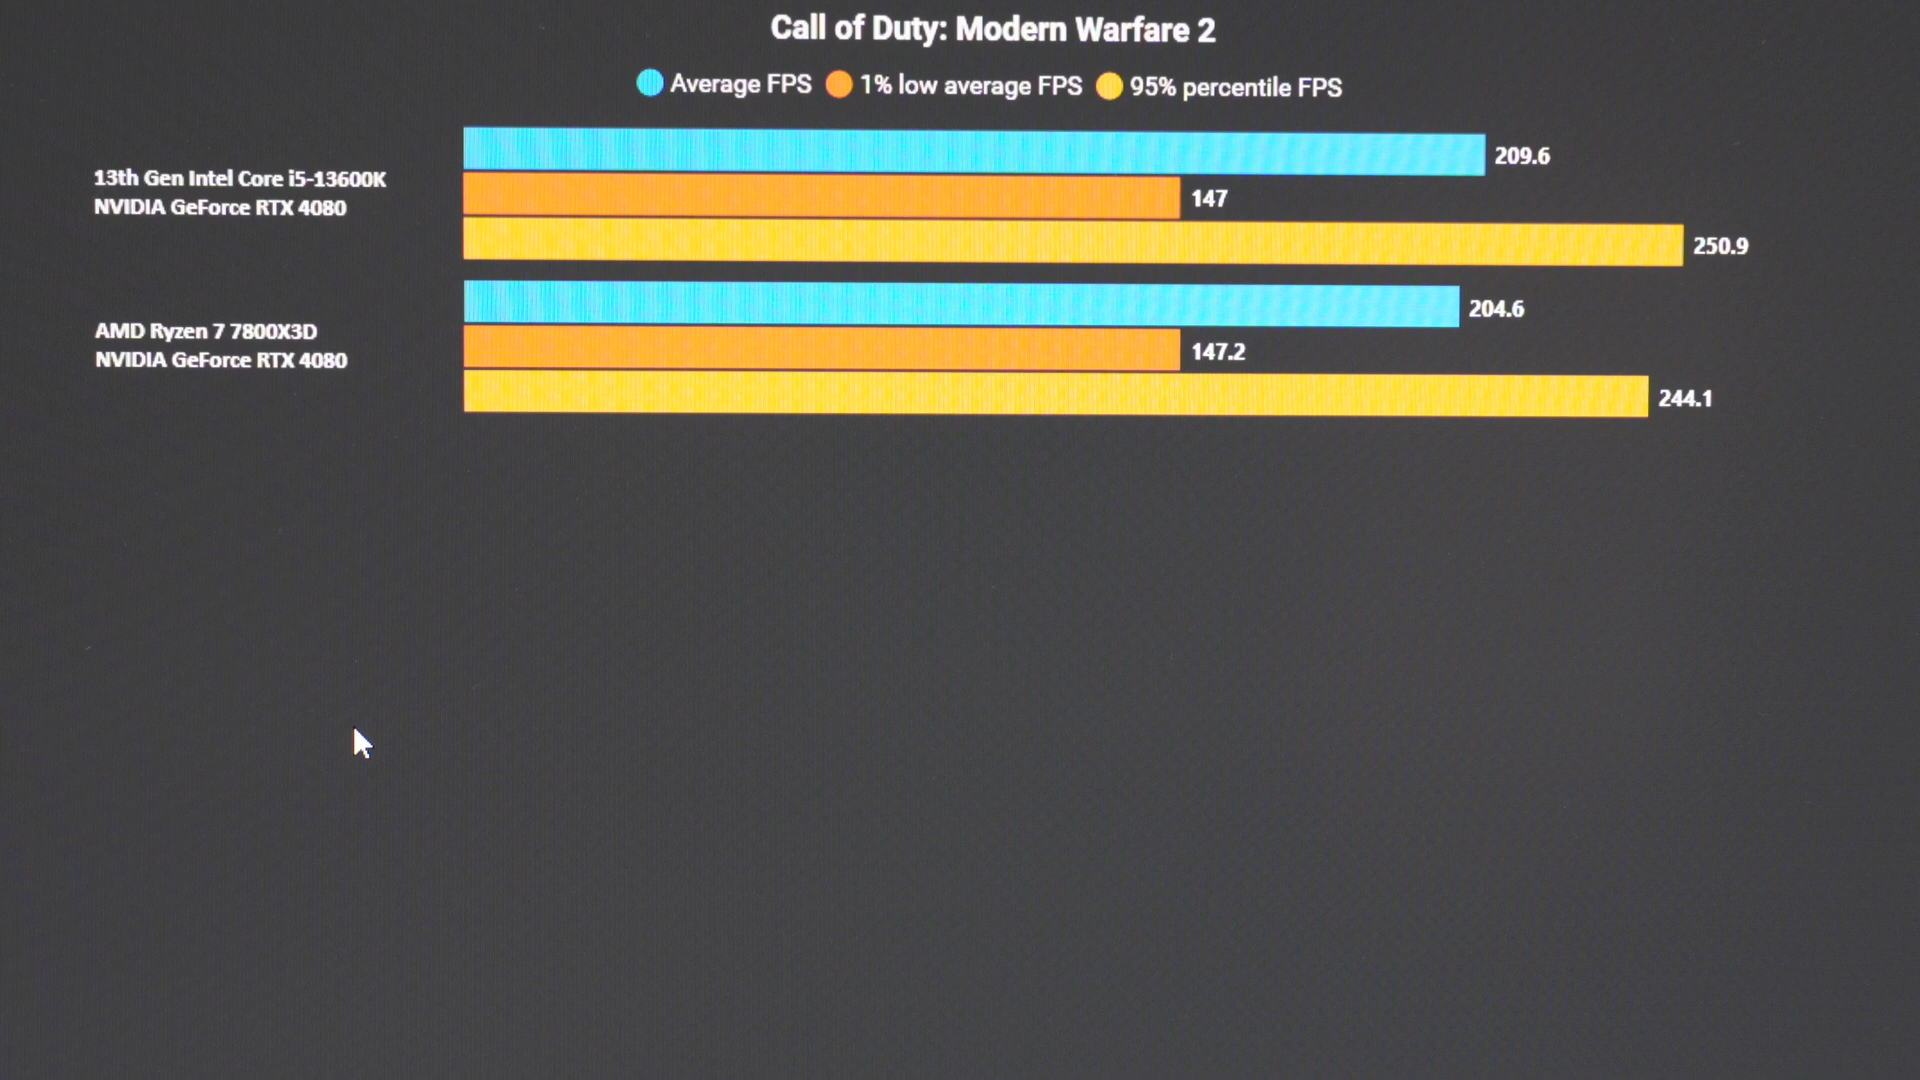 Call of Duty: Modern Warfare 2
Average FPS 1% low average FPS 95% percentile FPS
13th Gen Intel Core i5-13600K
NVIDIA GeForce RTX 4080
209.6
147
250.9
AMD Ryzen 7 7800X3D
NVIDIA GeForce RTX 4080
204.6
147.2
244.1